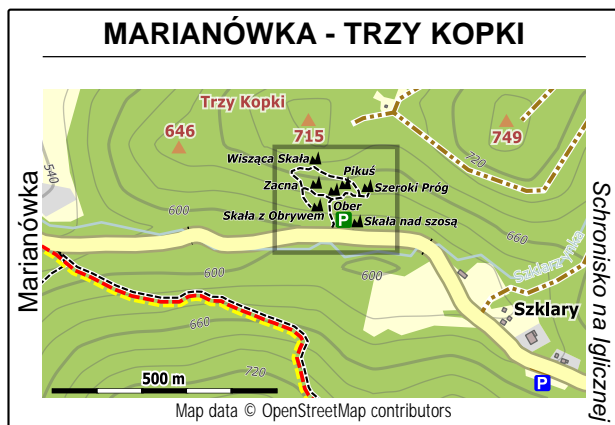 MARIANÓWKA - TRZY KOPKI
Trzy Kopki
646
715
749
720
540
Wisząca Skała
Pikuś
Zacna
Szeroki Próg
Ober
Skała z Obrywem
P
Skała nad szosą
600
660
Marianówka
Schronisko na Iglicznej
600
600
Szklarzynka
Szklary
660
720
500 m
P
Map data © OpenStreetMap contributors